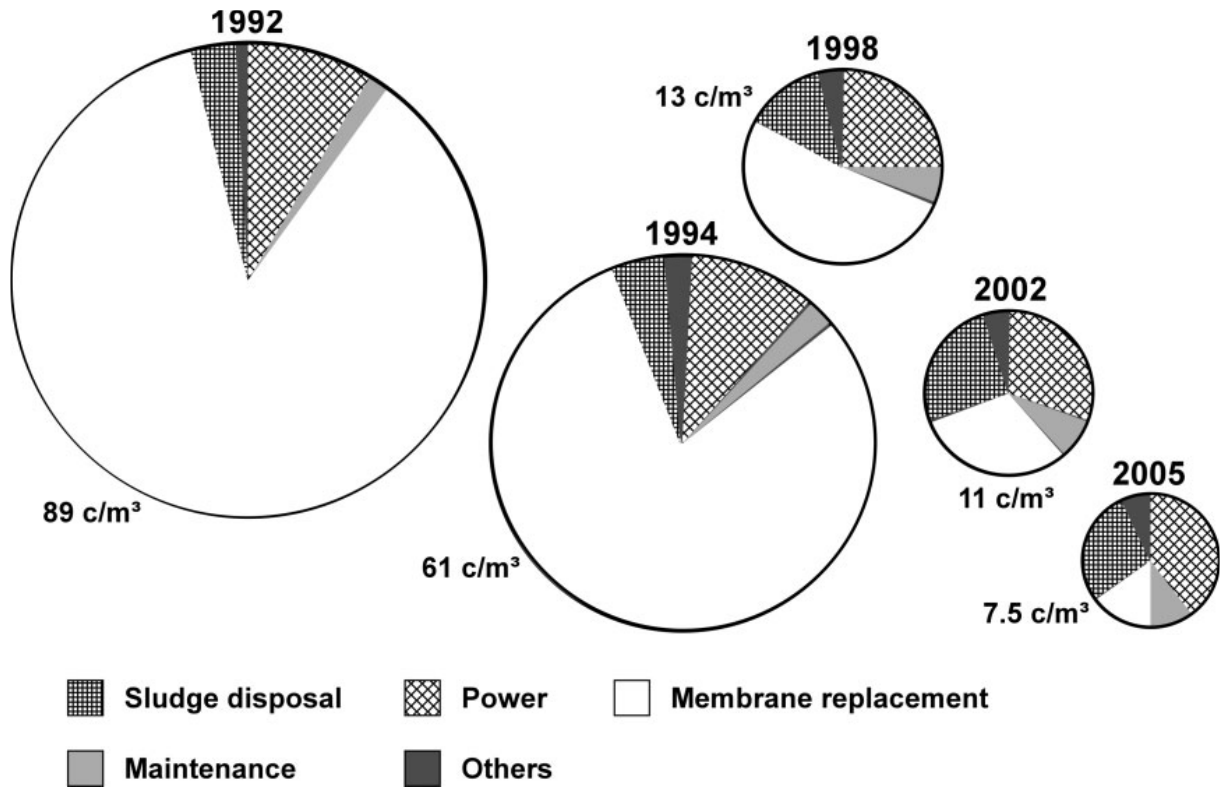 1992
1998
13 c/m³
1994
2002
89 c/m³
11 c/m³
2005
61 c/m³
7.5 c/m³
Sludge disposal
Power
Membrane replacement
Maintenance
Others